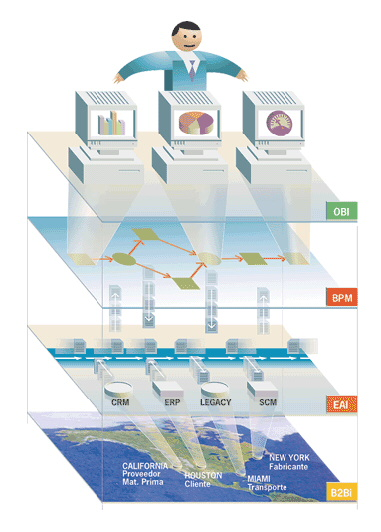 OBI
BPM
CRM
ERP
LEGACY
SCM
EAI
CALIFORNIA
Proveedor
Mat. Prima
HOUSTON
Cliente
MIAMI
Transporte
NEW YORK
Fabricante
B2Bi